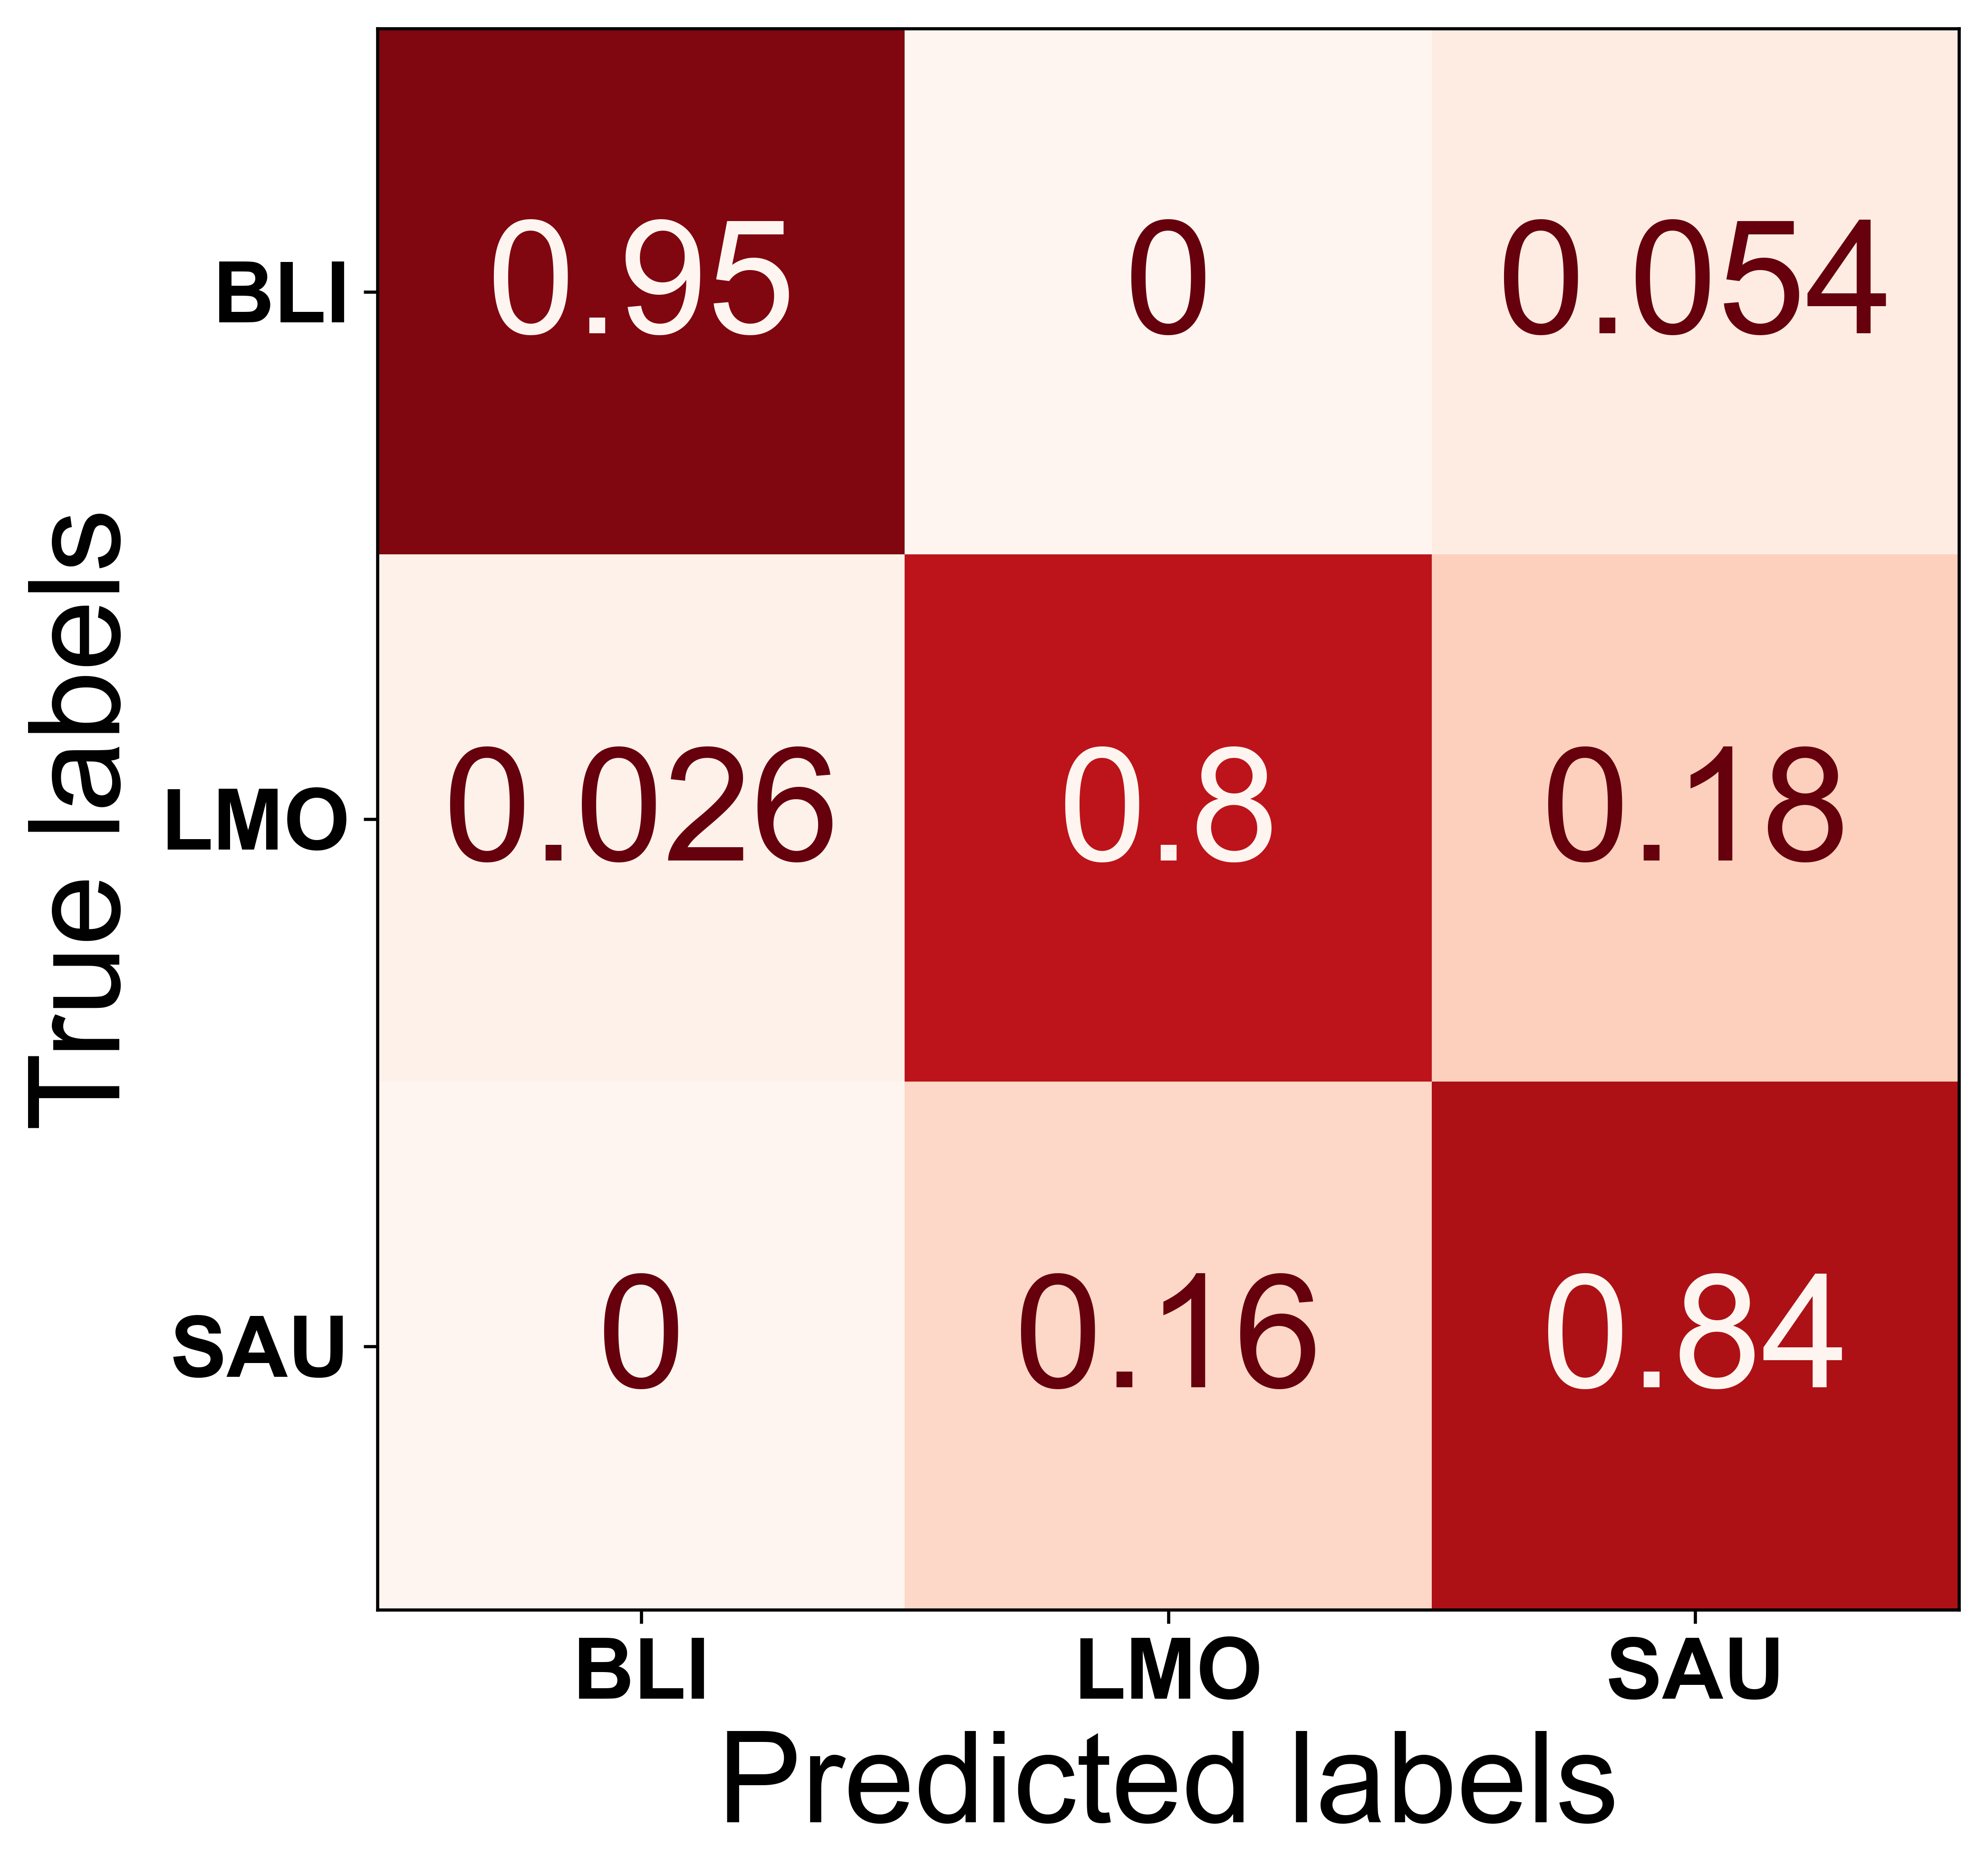 True labels
BLI 0.95 0 0.054
LMO 0.026 0.8 0.18
SAU 0 0.16 0.84
BLI LMO SAU
Predicted labels